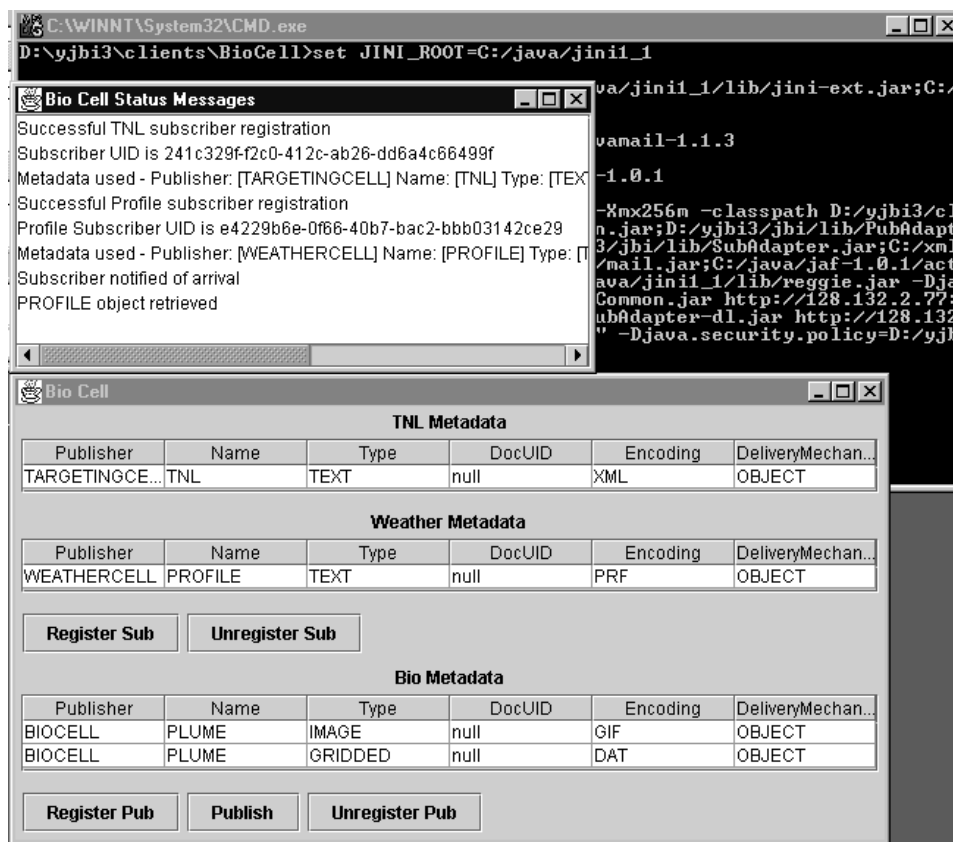 C:\WINNT\System32\CMD.exe
D:\yjbi3\clients\BioCell>set JINI_ROOT=C:/java/jini1_1
va/jini1_1/lib/jini-ext.jar;C:/
vamail-1.1.3
-1.0.1
-Xmx256m -classpath D:/yjbi3/cl
n.jar;D:/yjbi3/jbi/lib/PubAdapt
3/jbi/lib/SubAdapter.jar;C:/xml
/mail.jar;C:/java/jaf-1.0.1/act
ava/jini1_1/lib/reggie.jar -Dja
Common.jar http://128.132.2.77:
ubAdapter-dl.jar http://128.132
" -Djava.security.policy=D:/yjb
Bio Cell Status Messages
Successful TNL subscriber registration
Subscriber UID is 241c329f-f2c0-412c-ab26-dd6a4c66499f
Metadata used - Publisher: [TARGETINGCELL] Name: [TNL] Type: [TEX
Successful Profile subscriber registration
Profile Subscriber UID is e4229b6e-0f66-40b7-bac2-bbb03142ce29
Metadata used - Publisher: [WEATHERCELL] Name: [PROFILE] Type: [T
Subscriber notified of arrival
PROFILE object retrieved
Bio Cell
TNL Metadata
Publisher Name Type DocUID Encoding DeliveryMechan...
TARGETINGCE... TNL TEXT null XML OBJECT
Weather Metadata
Publisher Name Type DocUID Encoding DeliveryMechan...
WEATHERCELL PROFILE TEXT null PRF OBJECT
Register Sub Unregister Sub
Bio Metadata
Publisher Name Type DocUID Encoding DeliveryMechan...
BIOCELL PLUME IMAGE null GIF OBJECT
BIOCELL PLUME GRIDDED null DAT OBJECT
Register Pub Publish Unregister Pub